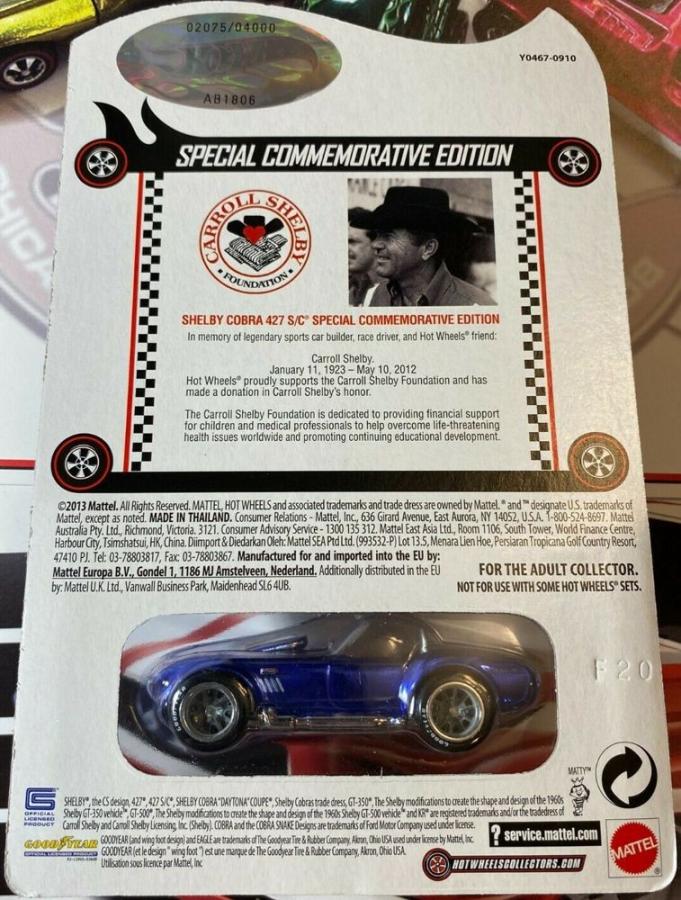 02075/04000
AB1806
Y0467-0910
SPECIAL COMMEMORATIVE EDITION
CARROLL SHELBY
• FOUNDATION •
SHELBY COBRA 427 S/C® SPECIAL COMMEMORATIVE EDITION
In memory of legendary sports car builder, race driver, and Hot Wheels® friend:
Carroll Shelby.
January 11, 1923 – May 10, 2012
Hot Wheels® proudly supports the Carroll Shelby Foundation and has
made a donation in Carroll Shelby's honor.
The Carroll Shelby Foundation is dedicated to providing financial support
for children and medical professionals to help overcome life-threatening
health issues worldwide and promoting continuing educational development.
©2013 Mattel. All Rights Reserved. MATTEL, HOT WHEELS and associated trademarks and trade dress are owned by Mattel. ® and ™ designate U.S. trademarks of
Mattel, except as noted. MADE IN THAILAND. Consumer Relations - Mattel, Inc., 636 Girard Avenue, East Aurora, NY 14052, U.S.A. 1-800-524-8697. Mattel
Australia Pty. Ltd., Richmond, Victoria. 3121. Consumer Advisory Service - 1300 135 312. Mattel East Asia Ltd., Room 1106, South Tower, World Finance Centre,
Harbour City, Tsimshatsui, HK, China. Diimport & Diedarkan Oleh: Mattel SEA Ptd Ltd. (993532-P) Lot 13.5, Menara Lien Hoe, Persiaran Tropicana Golf Country Resort,
47410 PJ. Tel: 03-78803817, Fax: 03-78803867. Manufactured for and imported into the EU by:
Mattel Europa B.V., Gondel 1, 1186 MJ Amstelveen, Nederland. Additionally distributed in the EU
by: Mattel U.K. Ltd., Vanwall Business Park, Maidenhead SL6 4UB.
FOR THE ADULT COLLECTOR.
NOT FOR USE WITH SOME HOT WHEELS® SETS.
F20
MATTY™
OFFICIAL
LICENSED
PRODUCT
SHELBY®, the CS design, 427®, 427 S/C®, SHELBY COBRA "DAYTONA" COUPE®, Shelby Cobras trade dress, GT-350®, The Shelby modifications to create the shape and design of the 1960s
Shelby GT-350 vehicle™, GT-500®, The Shelby modifications to create the shape and design of the 1960s Shelby GT-500 vehicle™ and KR® are registered trademarks and/or the tradedress of
Carroll Shelby and Carroll Shelby Licensing, Inc. (Shelby). COBRA and the COBRA SNAKE Designs are trademarks of Ford Motor Company used under license.
GOODYEAR
OFFICIAL LICENSED PRODUCT
GOODYEAR (and wing foot design) and EAGLE are trademarks of The Goodyear Tire & Rubber Company, Akron, Ohio USA used under license by Mattel, Inc.
GOODYEAR (et le design " wing foot ") est une marque de The Goodyear Tire & Rubber Company, Akron, Ohio USA.
Utilisation sous licence par Mattel, Inc
? service.mattel.com
HOTWHEELSCOLLECTORS.COM
MATTEL